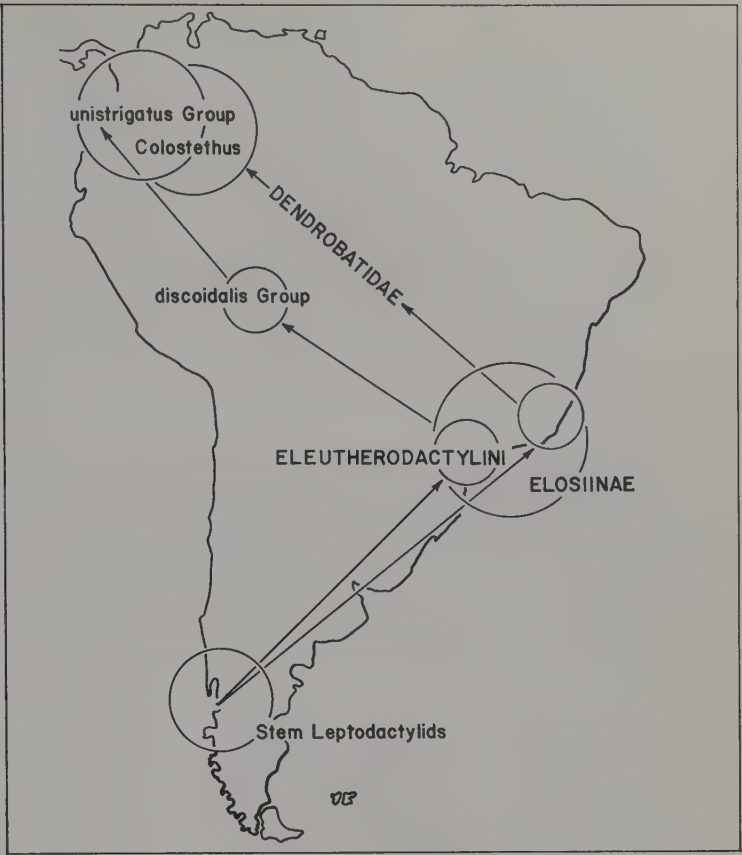 unistrigatus Group
Colostethus
DENDROBATIDAE
discoidalis Group
ELEUTHERODACTYLINI
ELOSIINAE
Stem Leptodactylids